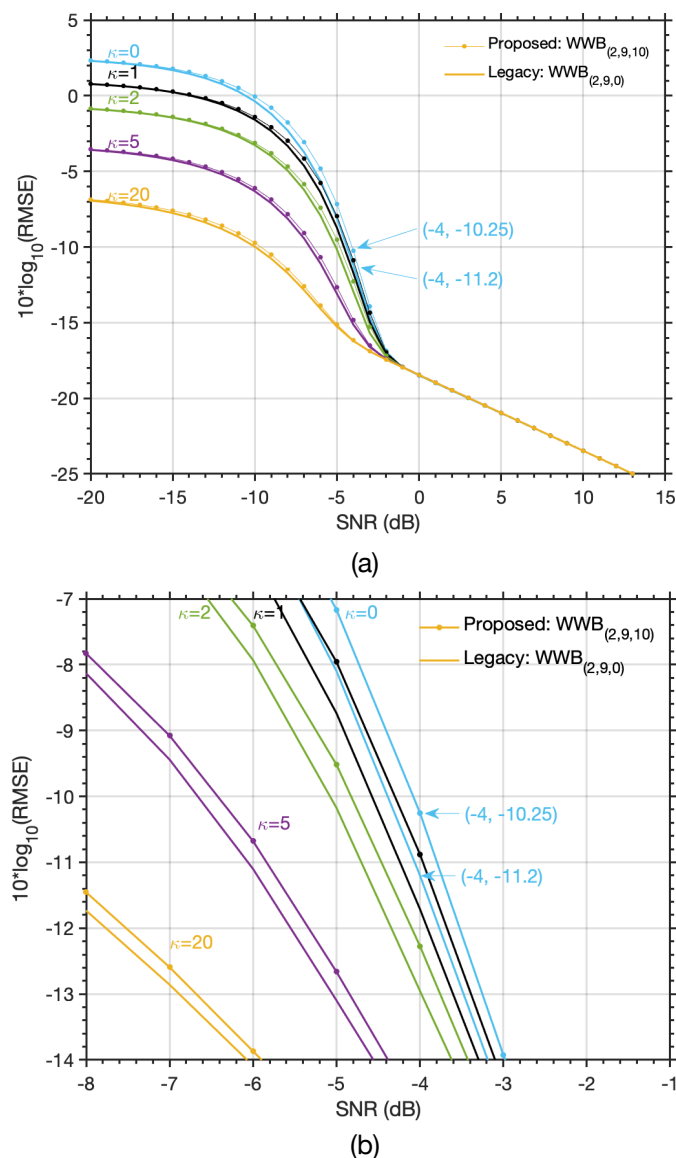 κ=0
κ=1
κ=2
κ=5
κ=20
Proposed: WWB(2,9,10)
Legacy: WWB(2,9,0)
(-4, -10.25)
(-4, -11.2)
10*log10(RMSE)
0
-5
-10
-15
-20
-25
-20 -15 -10 -5 0 5 10 15
SNR (dB)
(a)
κ=2
κ=1
κ=0
κ=5
κ=20
Proposed: WWB(2,9,10)
Legacy: WWB(2,9,0)
(-4, -10.25)
(-4, -11.2)
10*log10(RMSE)
-7
-8
-9
-10
-11
-12
-13
-14
-8 -7 -6 -5 -4 -3 -2 -1
SNR (dB)
(b)